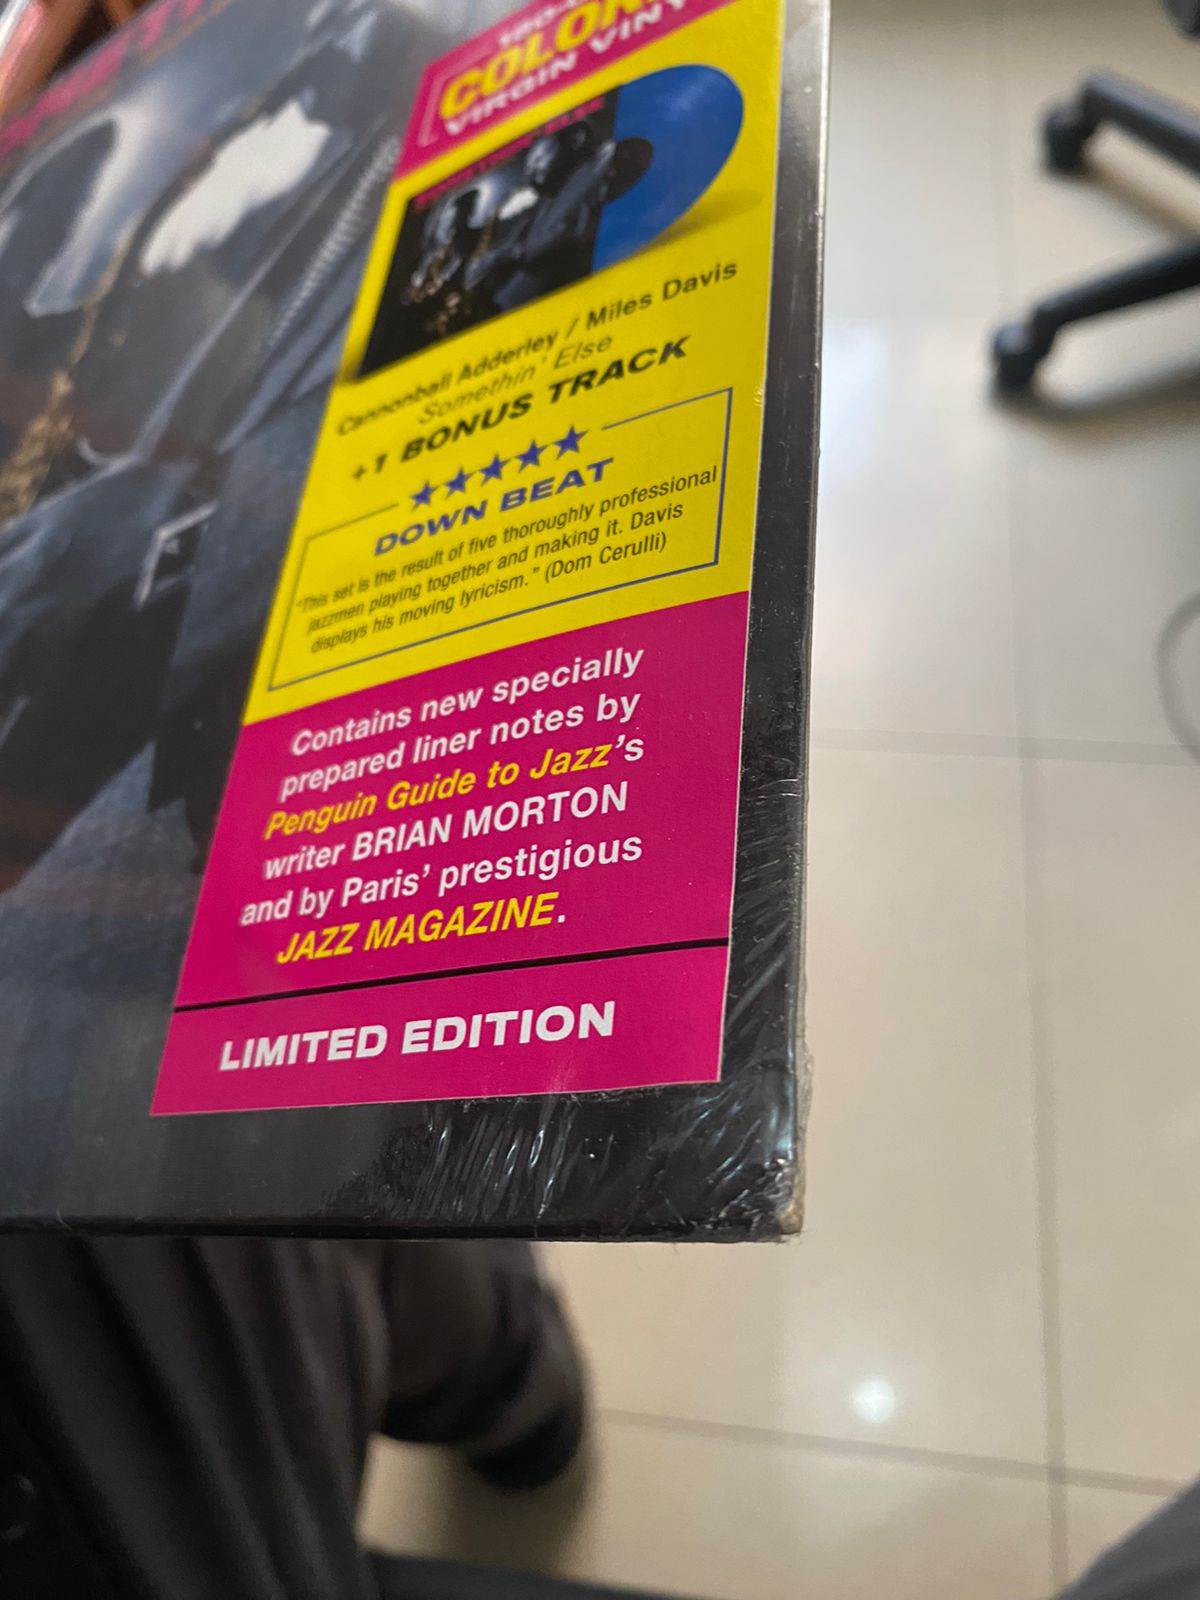 COLOR
VIRGIN VINYL
Cannonball Adderley / Miles Davis
Somethin' Else
+1 BONUS TRACK
DOWN BEAT
"This set is the result of five thoroughly professional
jazzmen playing together and making it. Davis
displays his moving lyricism." (Dom Cerulli)
Contains new specially
prepared liner notes by
Penguin Guide to Jazz's
writer BRIAN MORTON
and by Paris' prestigious
JAZZ MAGAZINE.
LIMITED EDITION